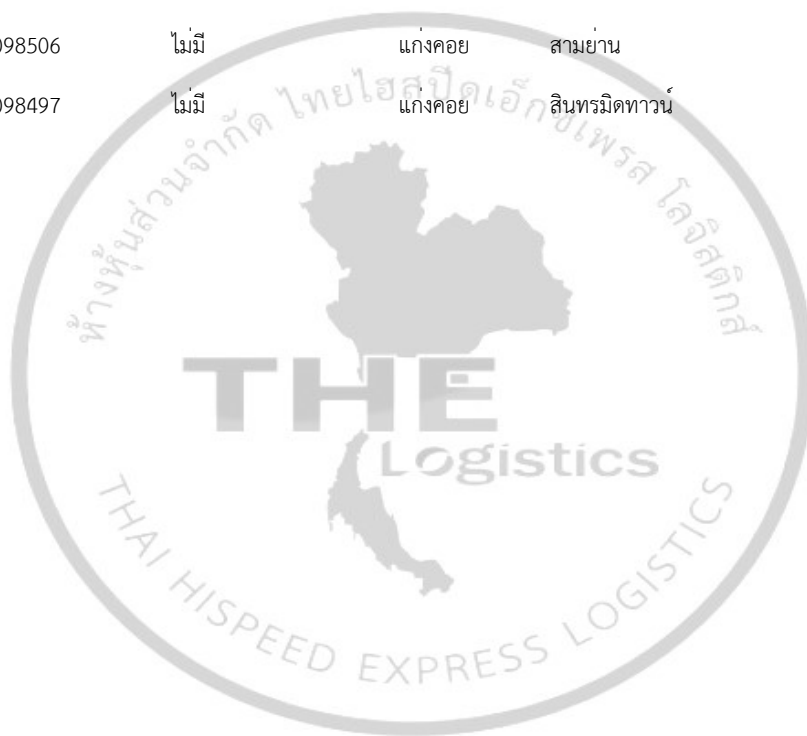 098506 ไม่มี แก่งคอย สามย่าน
098497 ไม่มี แก่งคอย สินทรมิดทาวน์
ห้างหุ้นส่วนจำกัด ไทยไฮสปีดเอ็กซ์เพรส โลจิสติกส์
THE
Logistics
THAI HISPEED EXPRESS LOGISTICS